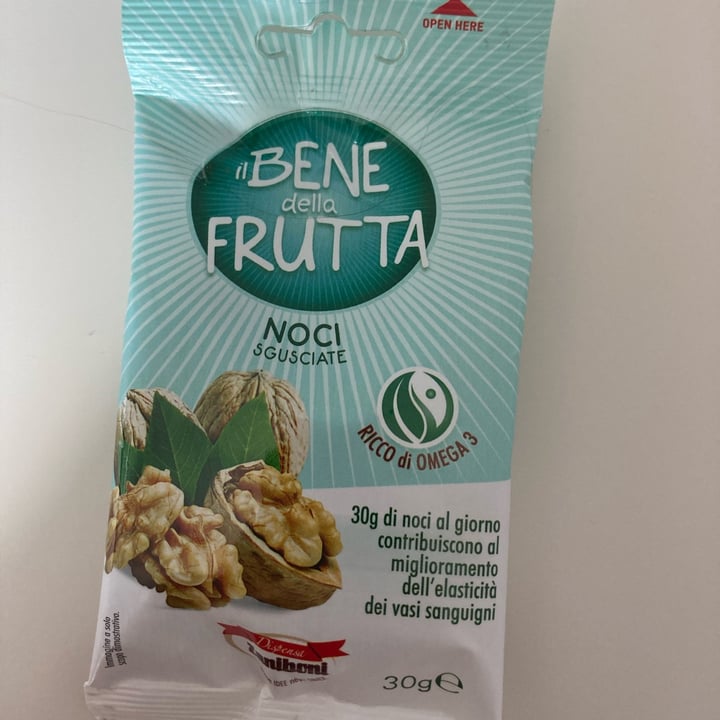 OPEN HERE
il BENE
della
FRUTTA
NOCI
SGUSCIATE
RICCO di OMEGA 3
30g di noci al giorno
contribuiscono al
miglioramento
dell'elasticità
dei vasi sanguigni
Immagine a solo
scopo dimostrativo.
Dispensa
Zaniboni
30g e